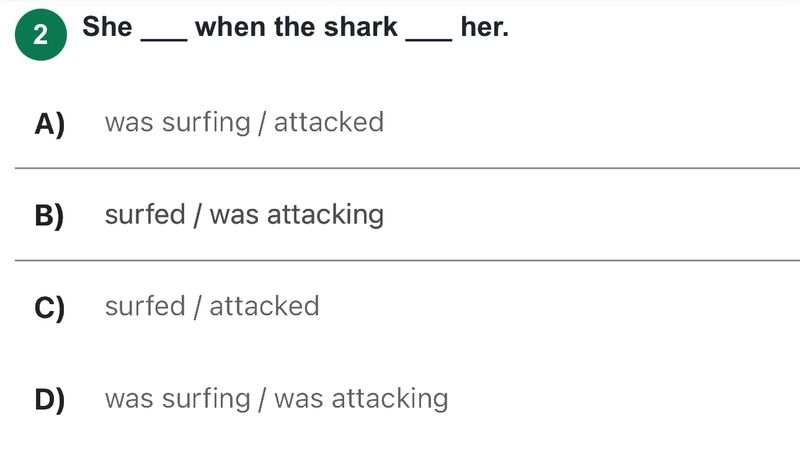 2 She ___ when the shark ___ her.
A) was surfing / attacked
B) surfed / was attacking
C) surfed / attacked
D) was surfing / was attacking